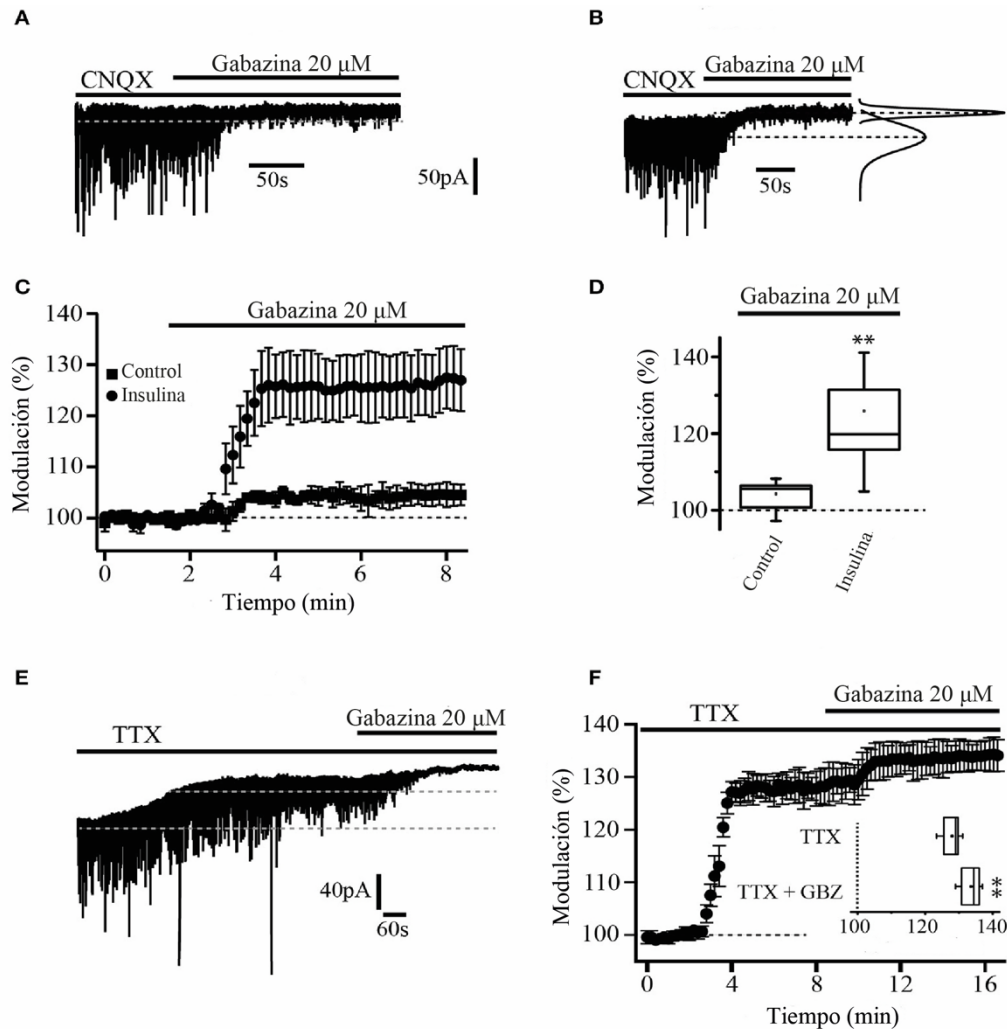 A
Gabazina 20 μM
CNQX
50s
50pA
B
Gabazina 20 μM
CNQX
50s
C
Gabazina 20 μM
Modulación (%)
140
130
120
110
100
Control
Insulina
0 2 4 6 8
Tiempo (min)
D
Gabazina 20 μM
**
Modulación (%)
140
120
100
Control
Insulina
E
Gabazina 20 μM
TTX
40pA
60s
F
Gabazina 20 μM
TTX
Modulación (%)
140
130
120
110
100
TTX
TTX + GBZ
**
100 120 140
0 4 8 12 16
Tiempo (min)